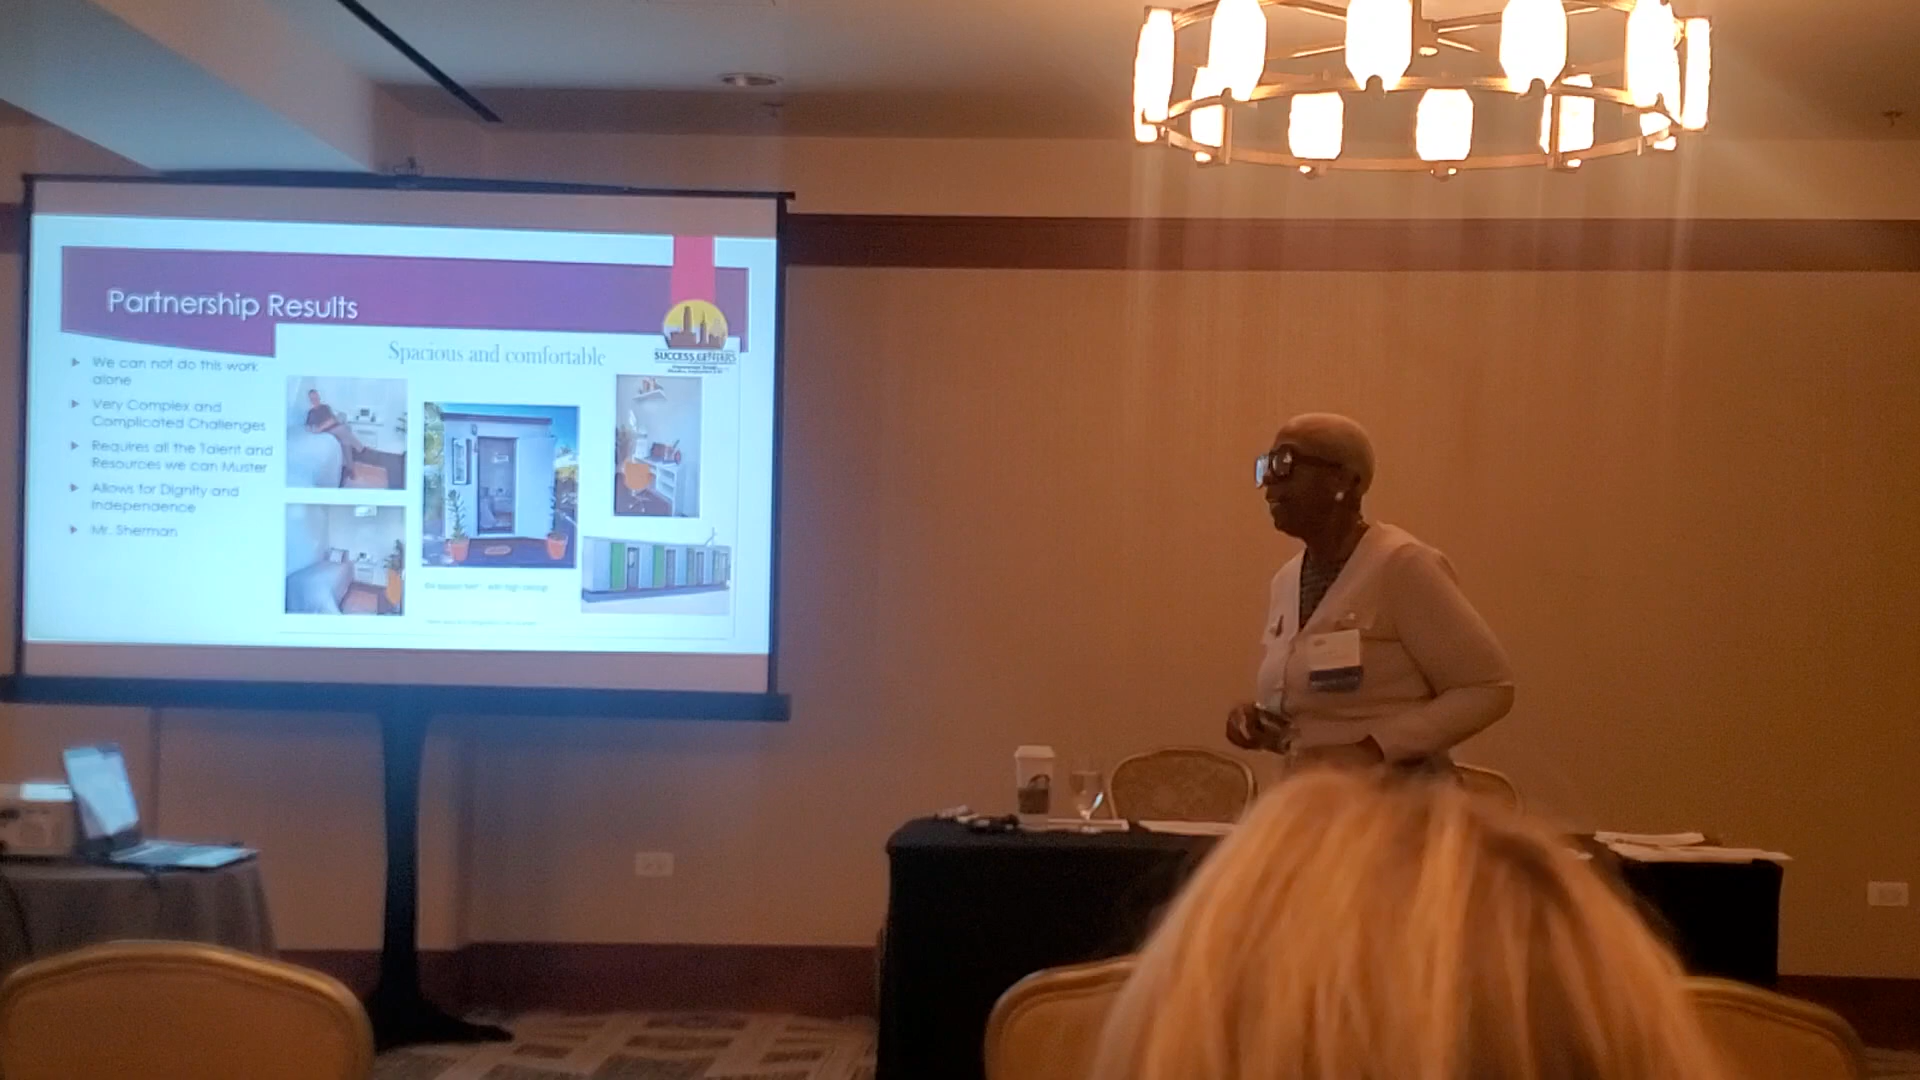 Partnership Results
We can not do this work
alone
Very Complex and
Complicated Challenges
Requires all the Talent and
Resources we can Muster
Allows for Dignity and
Independence
Mr. Sherman
Spacious and comfortable
SUCCESS CENTERS